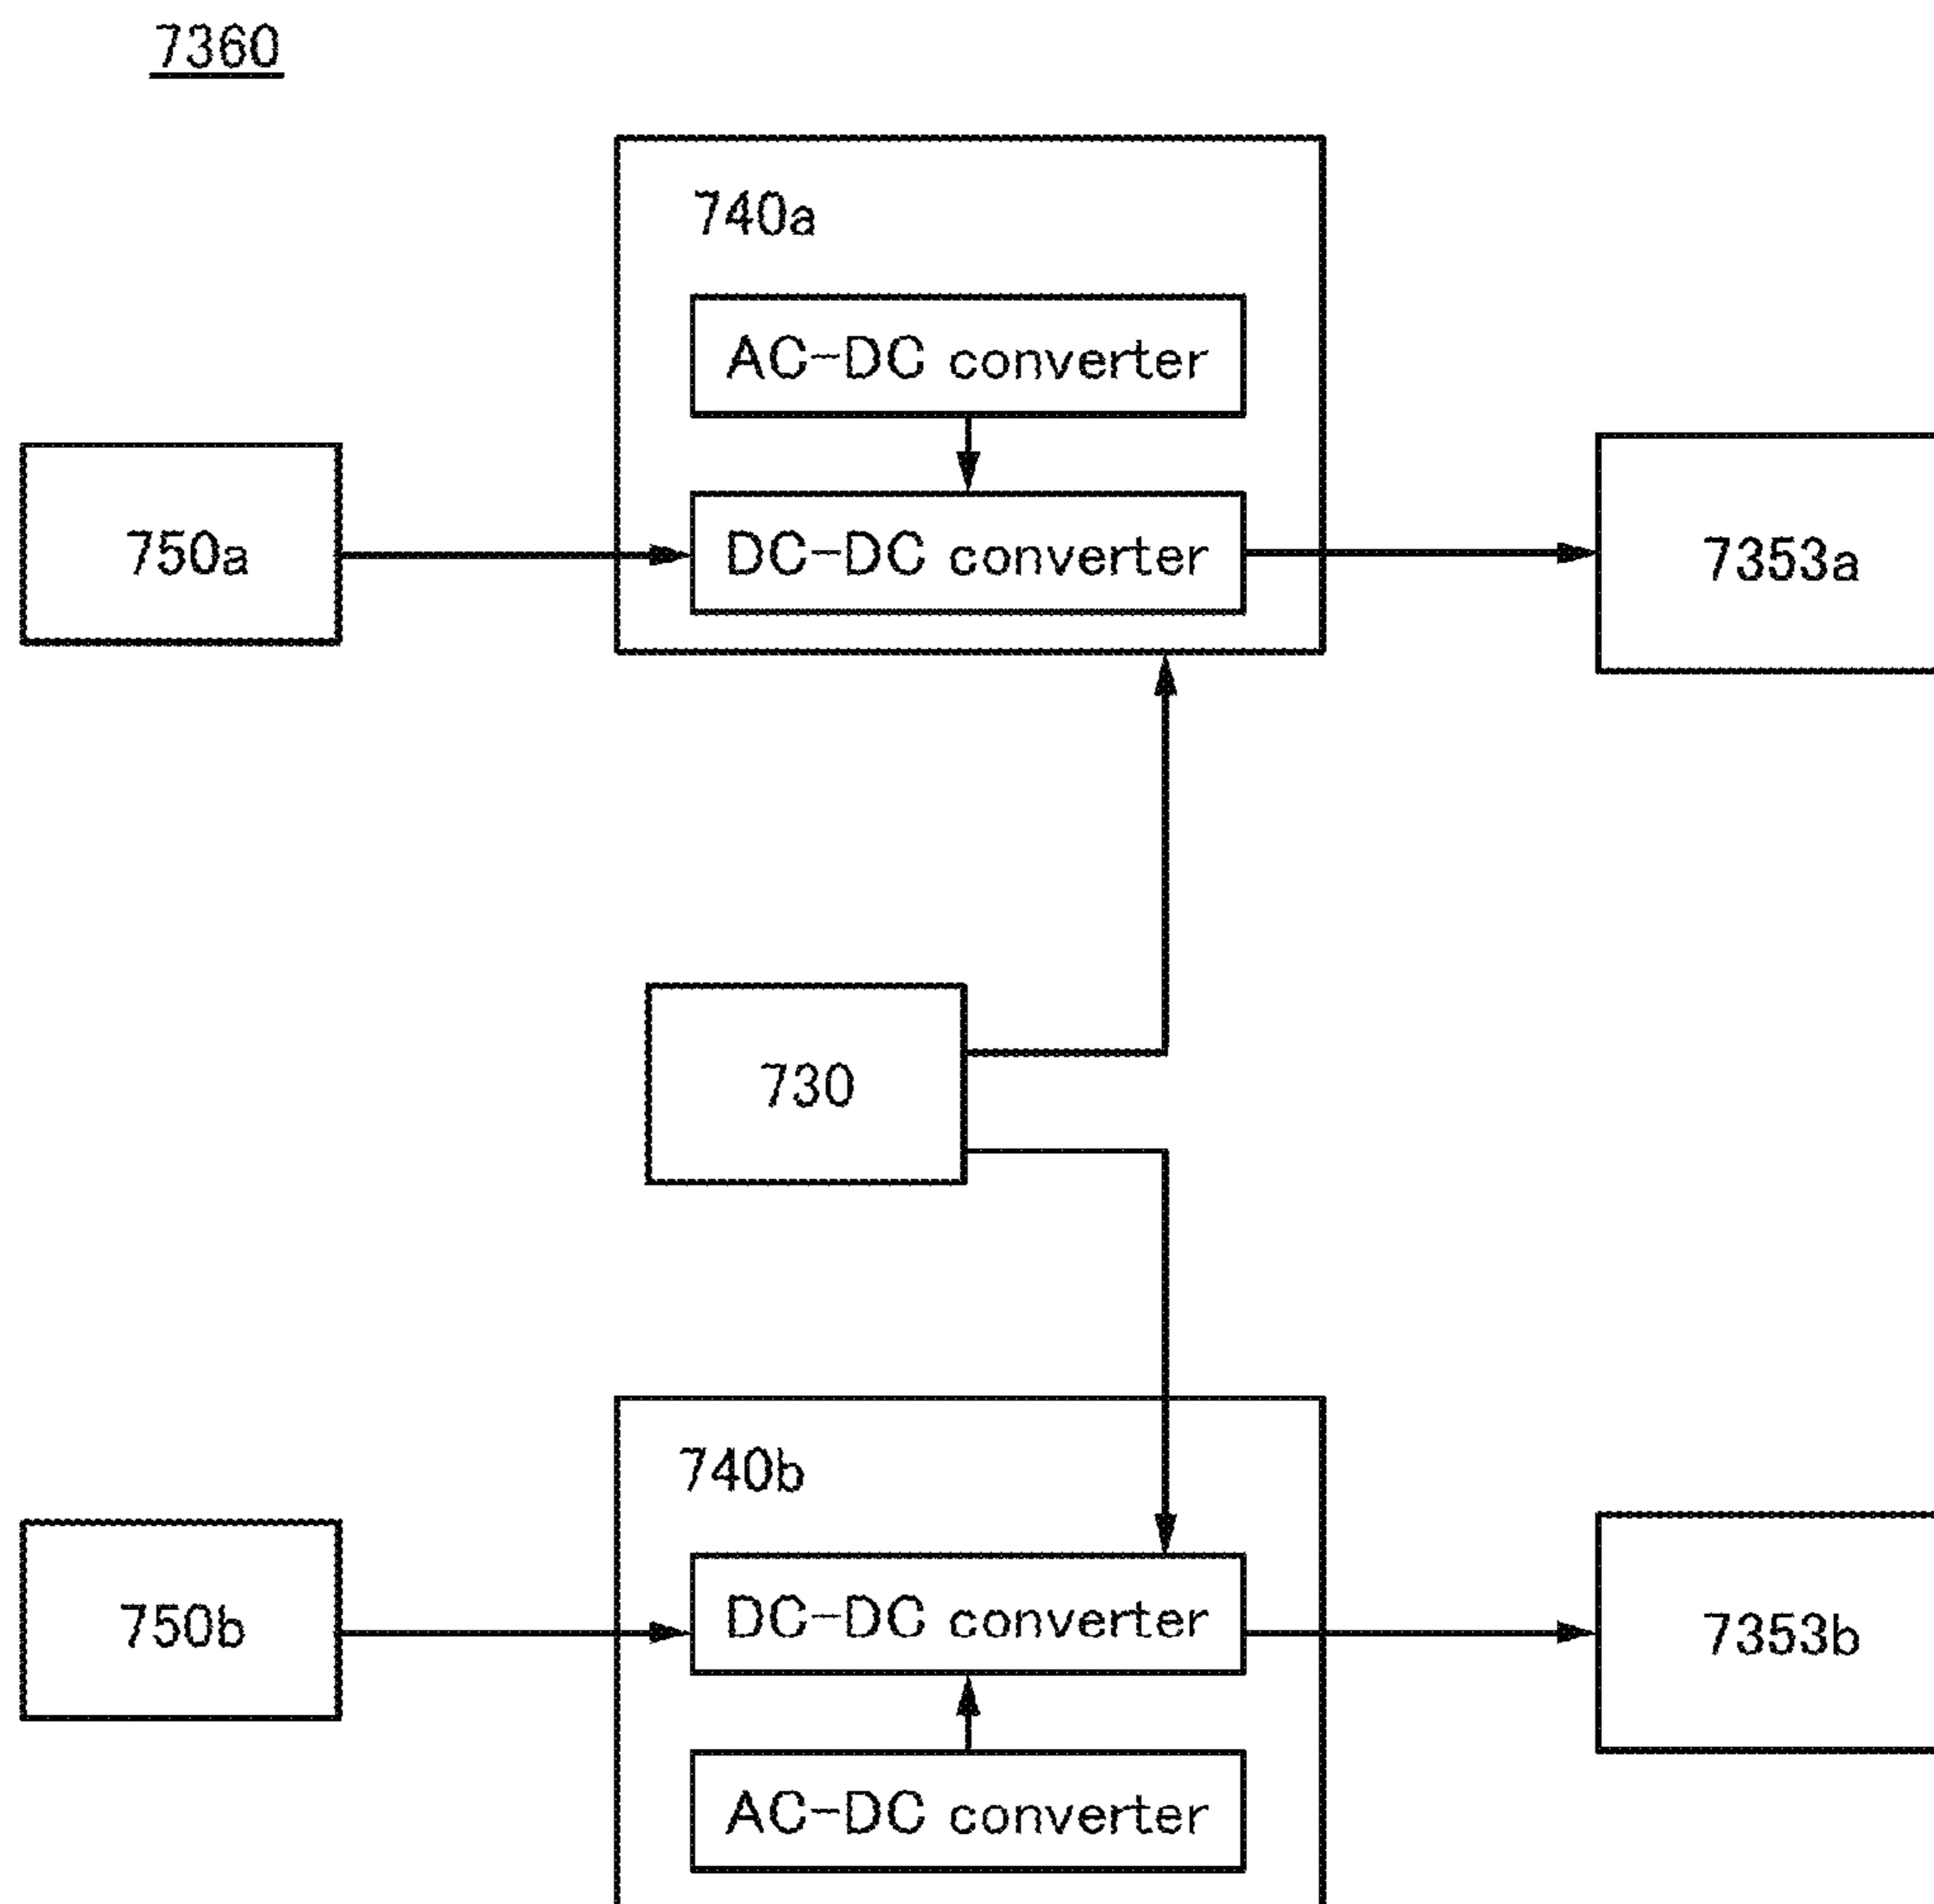 7360
740a
AC-DC converter
750a
DC-DC converter
7353a
730
740b
750b
DC-DC converter
7353b
AC-DC converter